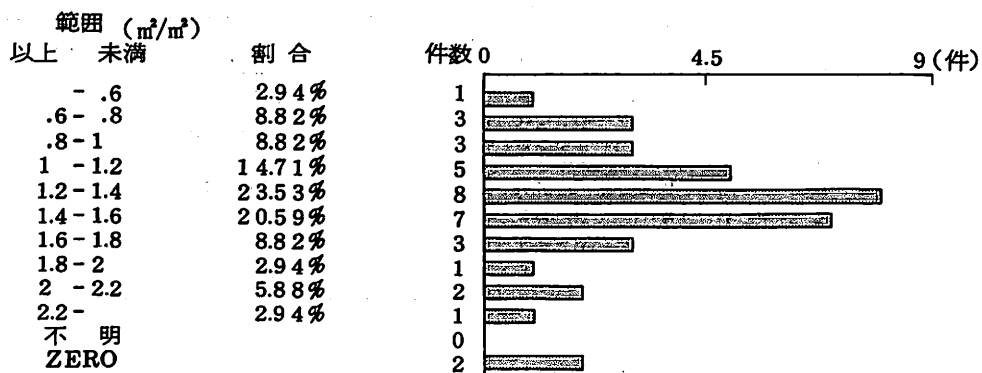 範囲 (㎡/㎡)
以上 未満 割合 件数 0 4.5 9 (件)
- .6 2.94% 1
.6 - .8 8.82% 3
.8 - 1 8.82% 3
1 - 1.2 14.71% 5
1.2 - 1.4 23.53% 8
1.4 - 1.6 20.59% 7
1.6 - 1.8 8.82% 3
1.8 - 2 2.94% 1
2 - 2.2 5.88% 2
2.2 - 2.94% 1
不明 0
ZERO 2